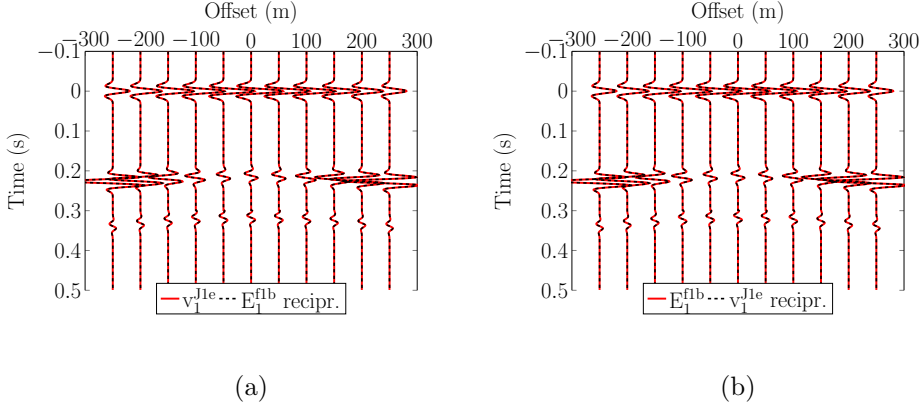 Offset (m)
−300 −200 −100 0 100 200 300
−0.1
0
0.1
0.2
0.3
0.4
0.5
Time (s)
v₁ᴶ¹ᵉ E₁ᶠ¹ᵇ recipr.
(a)
Offset (m)
−300 −200 −100 0 100 200 300
−0.1
0
0.1
0.2
0.3
0.4
0.5
Time (s)
E₁ᶠ¹ᵇ v₁ᴶ¹ᵉ recipr.
(b)